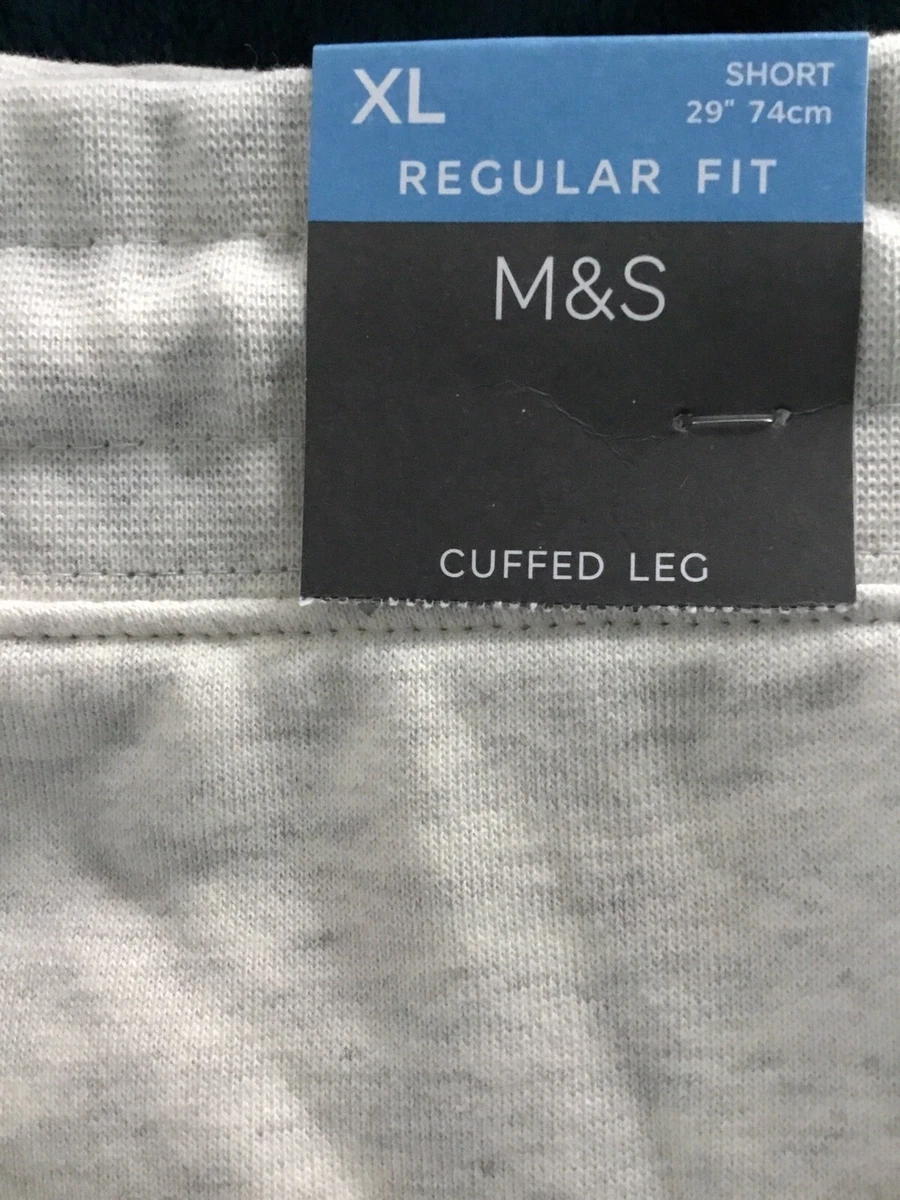 XL
SHORT
29" 74cm
REGULAR FIT
M&S
CUFFED LEG